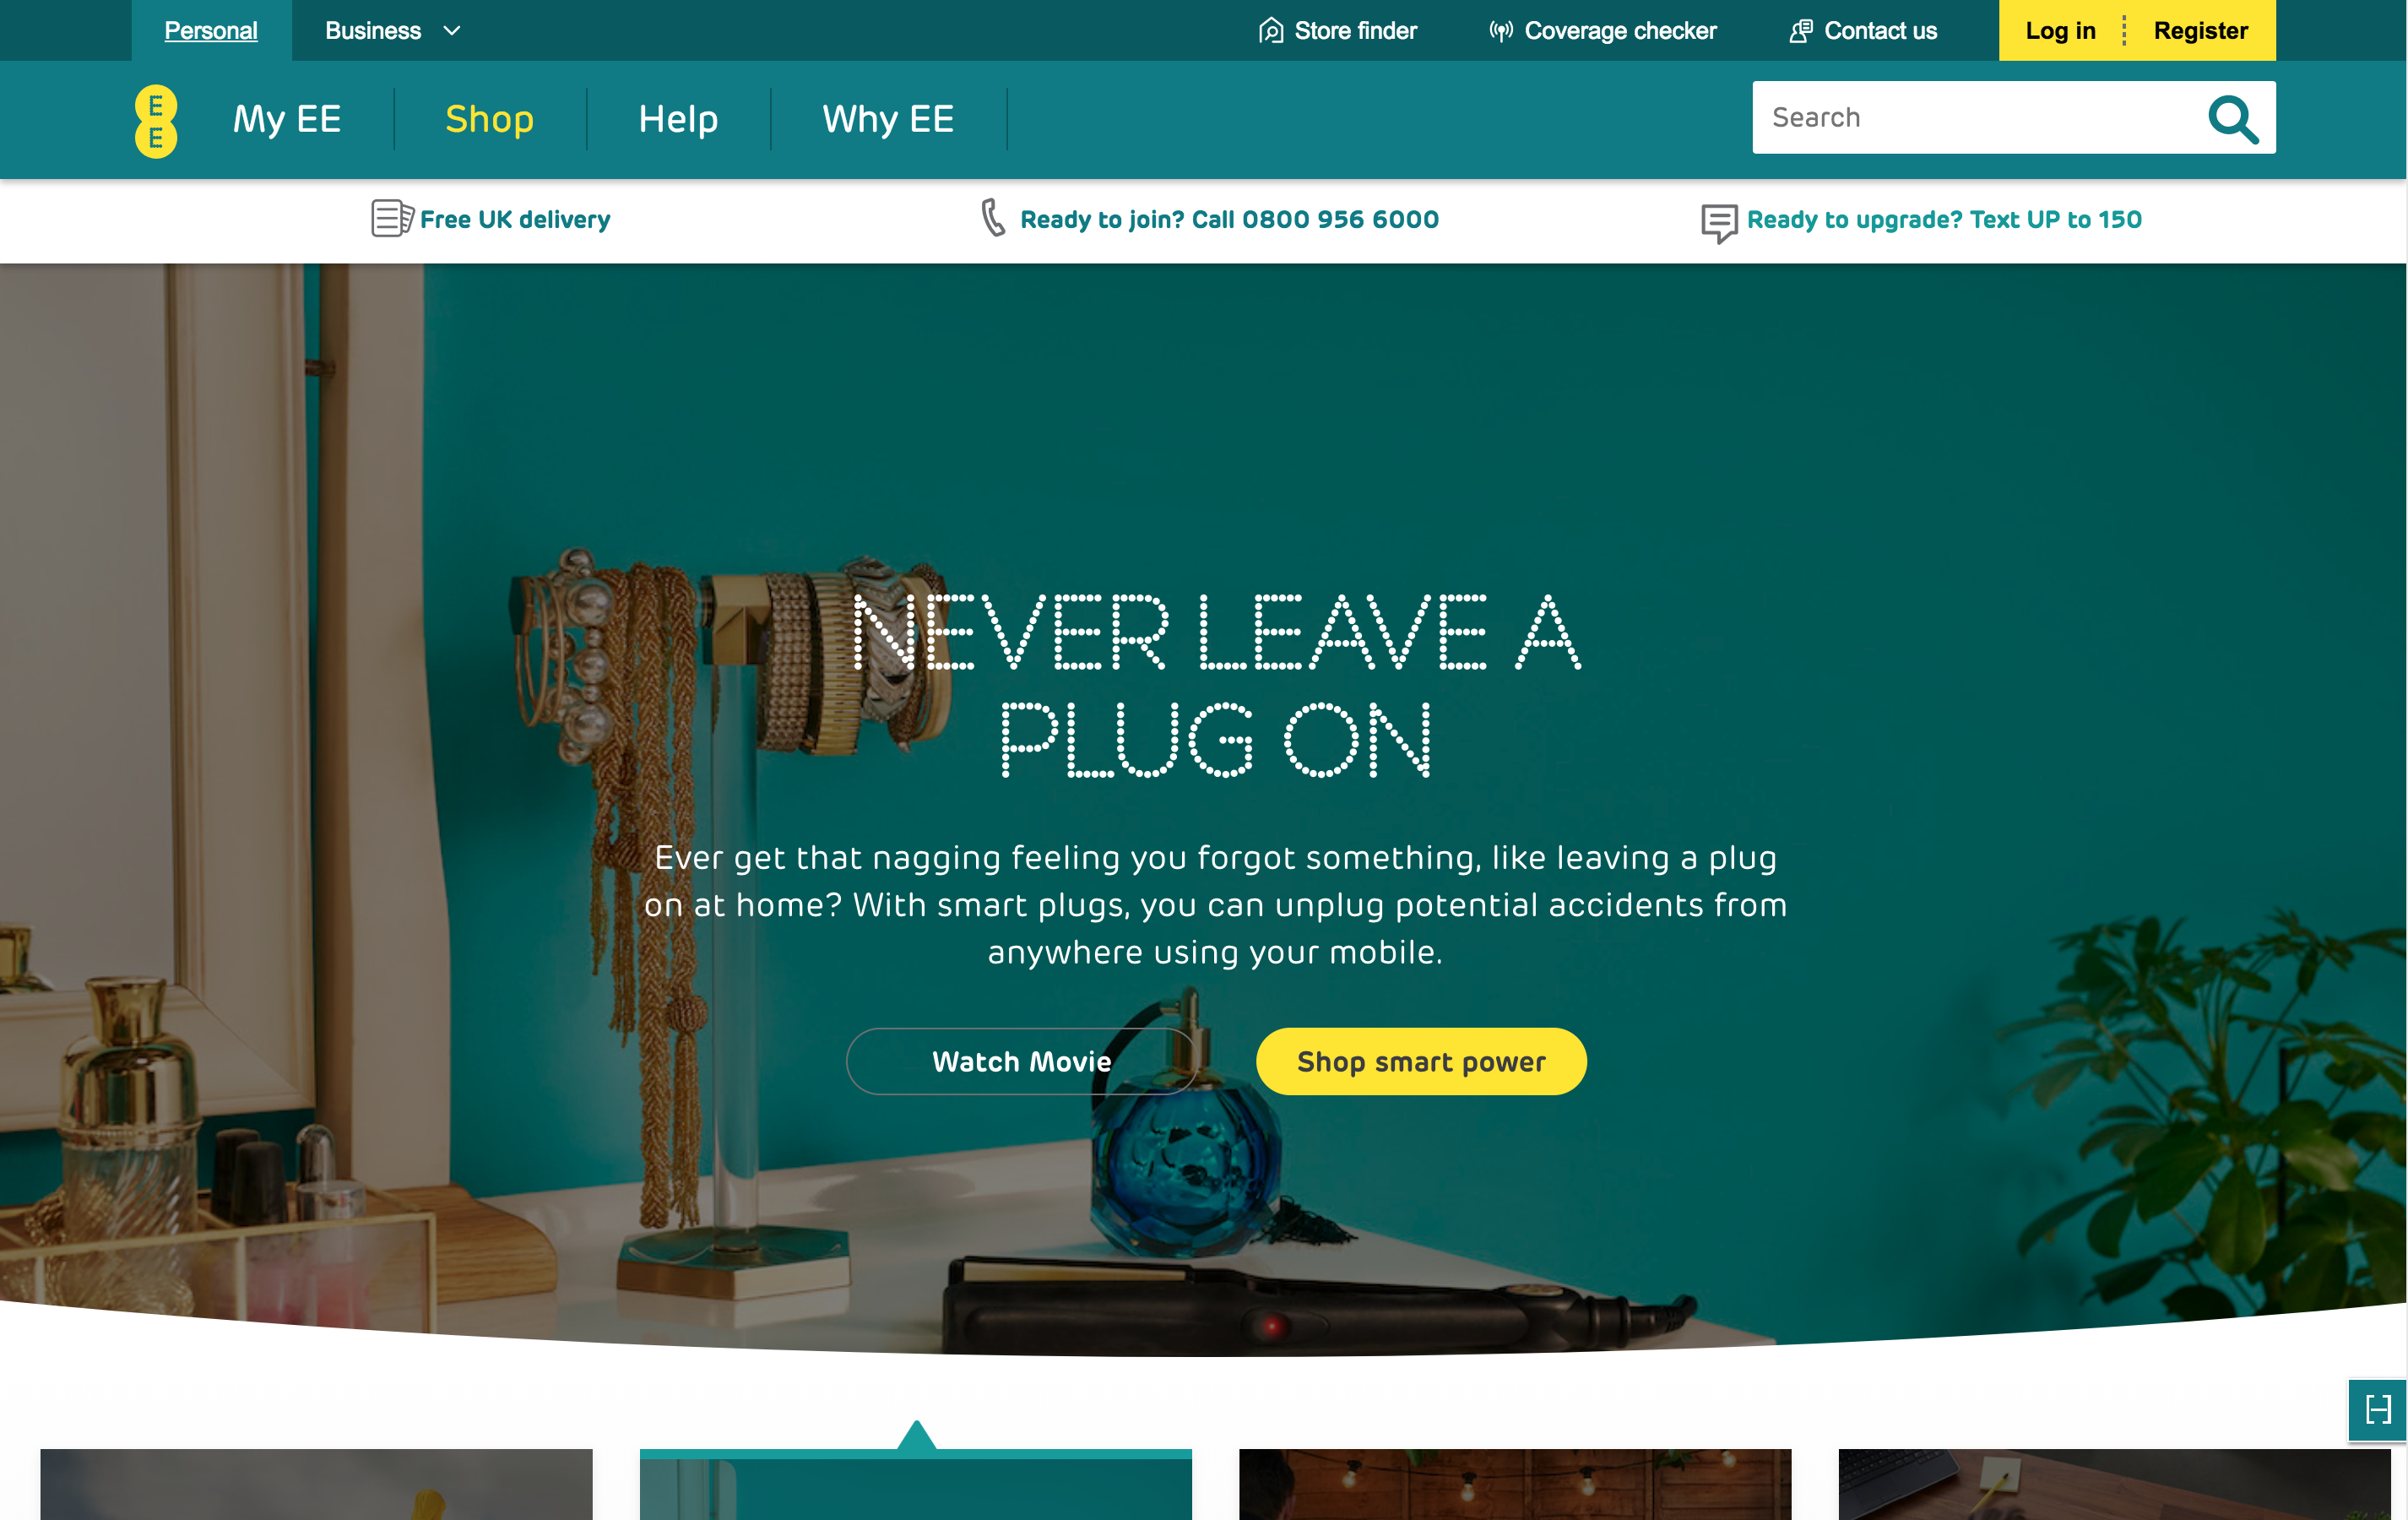 Personal
Business
Store finder
Coverage checker
Contact us
Log in
Register
E
E
My EE
Shop
Help
Why EE
Search
Free UK delivery
Ready to join? Call 0800 956 6000
Ready to upgrade? Text UP to 150
NEVER LEAVE A
PLUG ON
Ever get that nagging feeling you forgot something, like leaving a plug
on at home? With smart plugs, you can unplug potential accidents from
anywhere using your mobile.
Watch Movie
Shop smart power